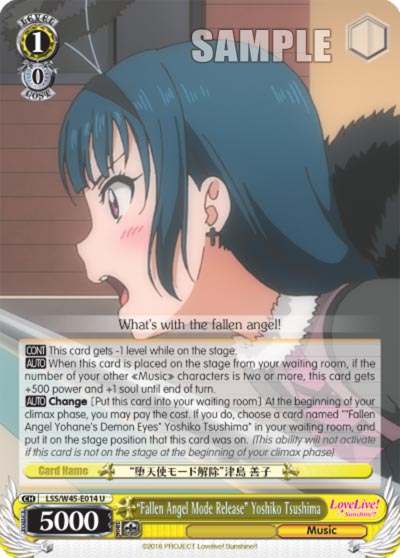 LEVEL
1
0
COST
SAMPLE
What's with the fallen angel!
CONT This card gets -1 level while on the stage.
AUTO When this card is placed on the stage from your waiting room, if the
number of your other «Music» characters is two or more, this card gets
+500 power and +1 soul until end of turn.
AUTO Change [Put this card into your waiting room] At the beginning of your
climax phase, you may pay the cost. If you do, choose a card named ""Fallen
Angel Yohane's Demon Eyes" Yoshiko Tsushima" in your waiting room, and
put it on the stage position that this card was on. (This ability will not activate
if this card is not on the stage at the beginning of your climax phase)
Card Name
"堕天使モード解除"津島 善子
CH LSS/W45-E014 U
"Fallen Angel Mode Release" Yoshiko Tsushima
LoveLive!
Sunshine!!
POWER
5000
SOUL
Music
©2016 PROJECT Lovelive! Sunshine!!